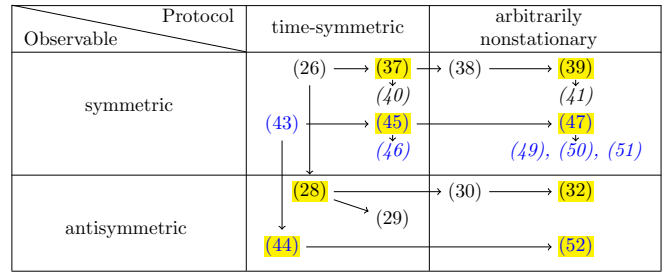 Protocol
Observable
time-symmetric
arbitrarily
nonstationary
symmetric
(26) (37) (38) (39)
(40) (41)
(43) (45) (47)
(46) (49), (50), (51)
antisymmetric
(28) (30) (32)
(29)
(44) (52)